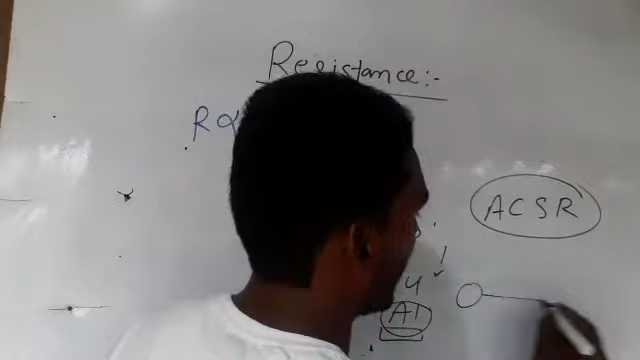 Resistance:-
R ∝
ACSR
Al